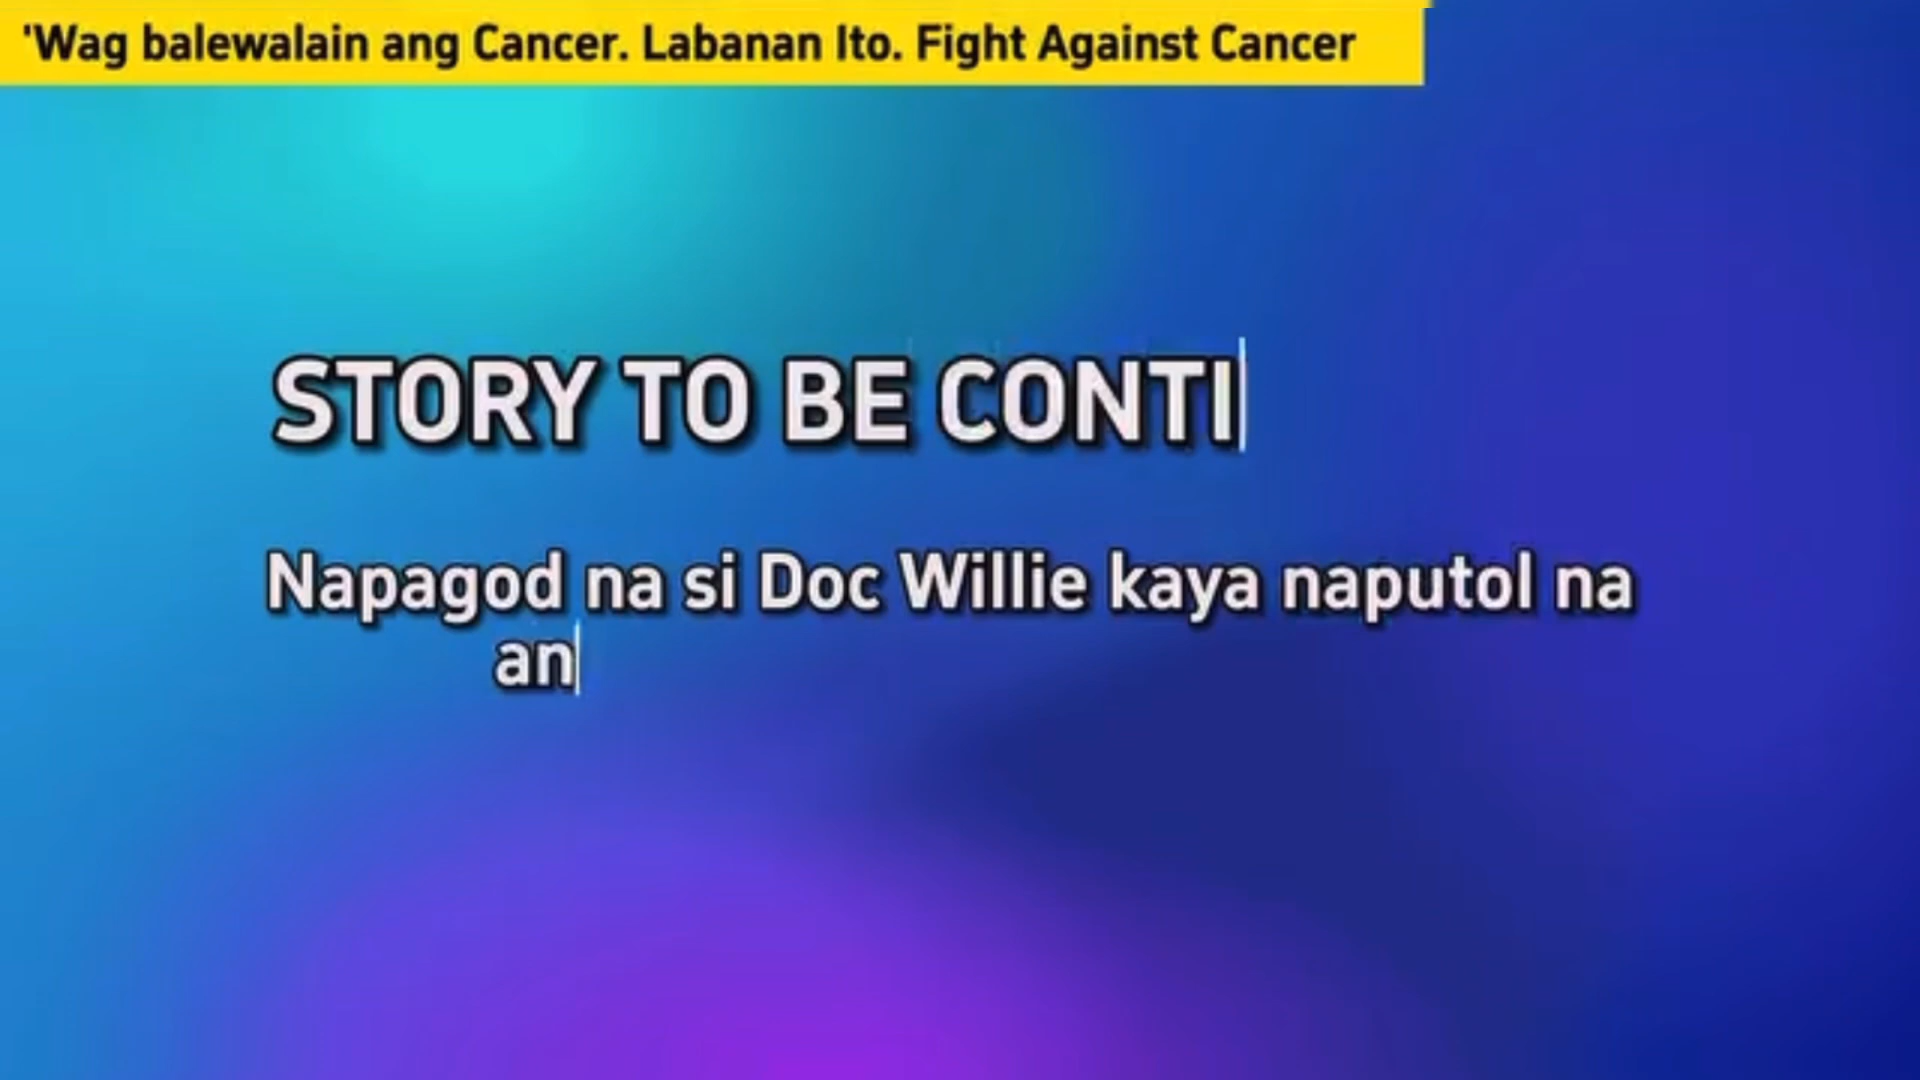 'Wag balewalain ang Cancer. Labanan Ito. Fight Against Cancer
STORY TO BE CONTI
Napagod na si Doc Willie kaya naputol na
an